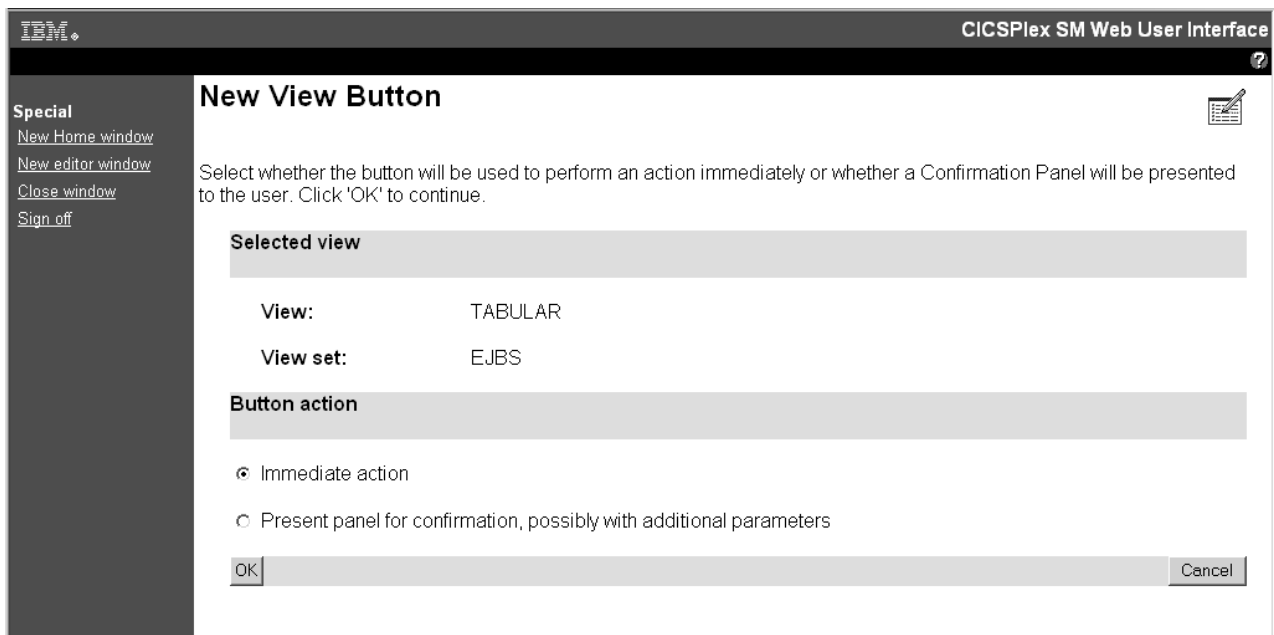 IBM.
CICSPlex SM Web User Interface
?
Special
New Home window
New editor window
Close window
Sign off
New View Button
Select whether the button will be used to perform an action immediately or whether a Confirmation Panel will be presented
to the user. Click 'OK' to continue.
Selected view
View: TABULAR
View set: EJBS
Button action
Immediate action
Present panel for confirmation, possibly with additional parameters
OK Cancel